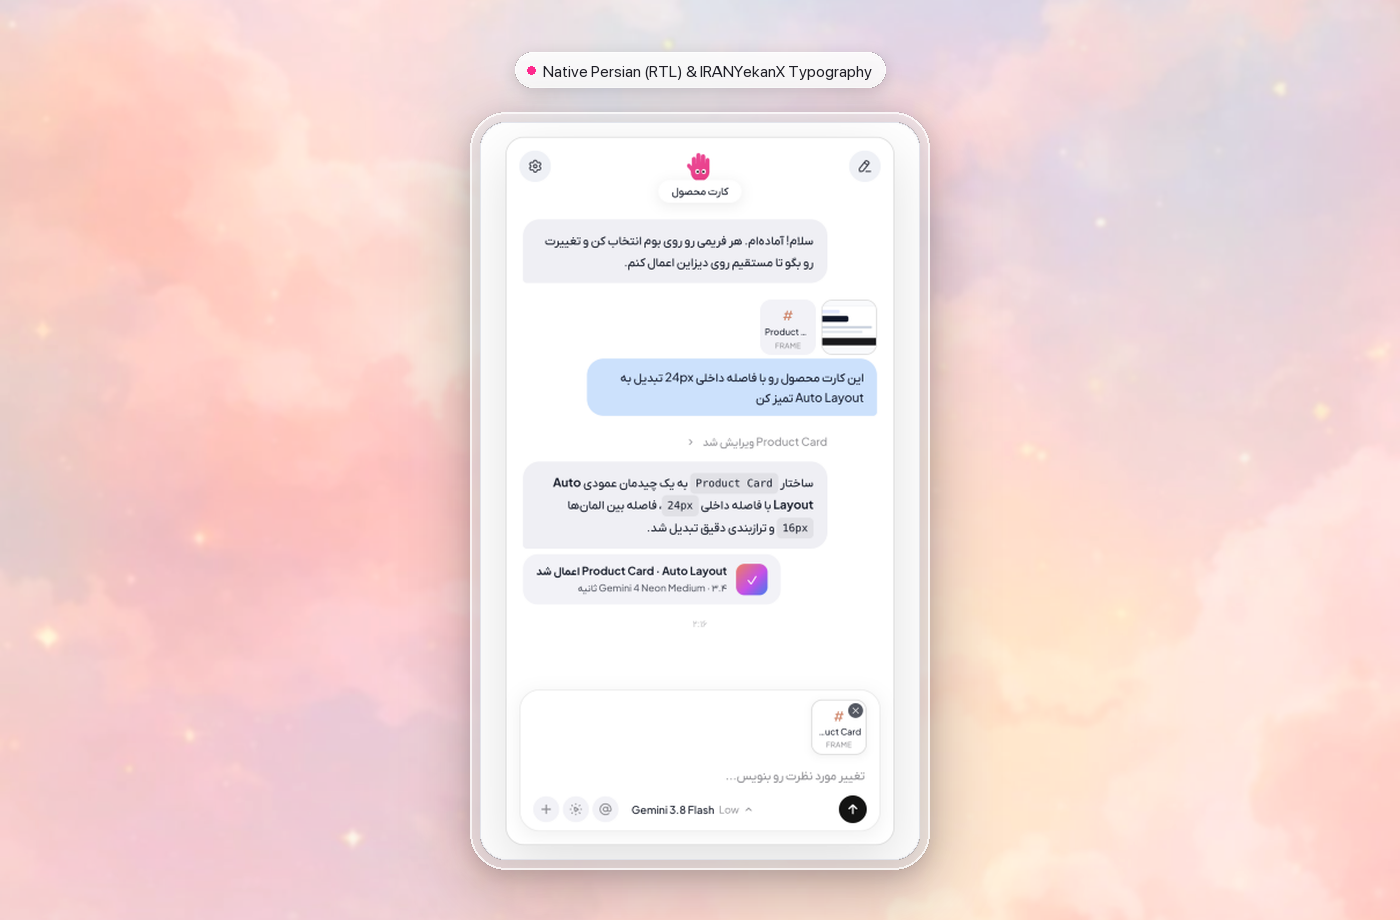 Native Persian (RTL) & IRANYekanX Typography
کارت محصول
سلام! آماده‌ام. هر فریمی رو روی بوم انتخاب کن و تغییرت
رو بگو تا مستقیم روی دیزاین اعمال کنم.
#
Product ...
FRAME
این کارت محصول رو با فاصله داخلی 24px تبدیل به
Auto Layout تمیز کن
Product Card ویرایش شد
ساختار Product Card به یک چیدمان عمودی Auto
Layout با فاصله داخلی 24px، فاصله بین المان‌ها
16px و ترازبندی دقیق تبدیل شد.
Product Card · Auto Layout اعمال شد
۳.۴ · Gemini 4 Neon Medium ثانیه
۲:۱۶
#
...uct Card
FRAME
تغییر مورد نظرت رو بنویس...
Gemini 3.8 Flash Low